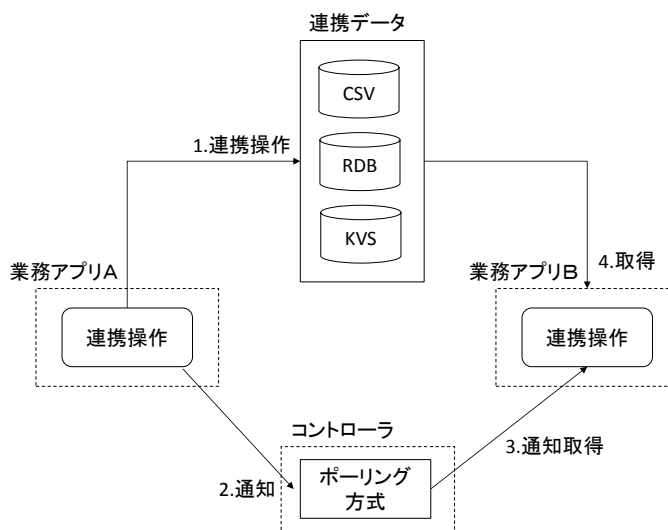 連携データ
CSV
RDB
KVS
1.連携操作
業務アプリA
連携操作
業務アプリB
4.取得
連携操作
コントローラ
2.通知
ポーリング
方式
3.通知取得